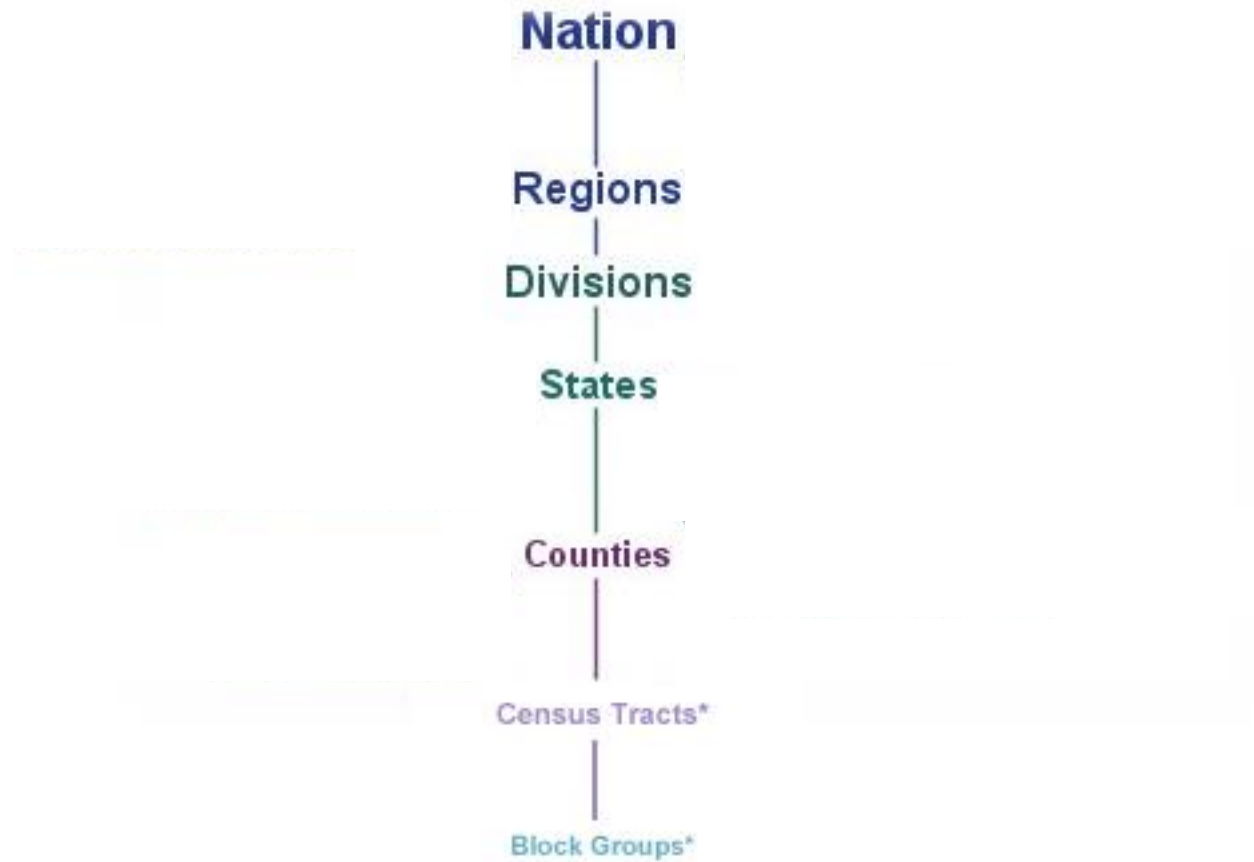 Nation
Regions
Divisions
States
Counties
Census Tracts*
Block Groups*